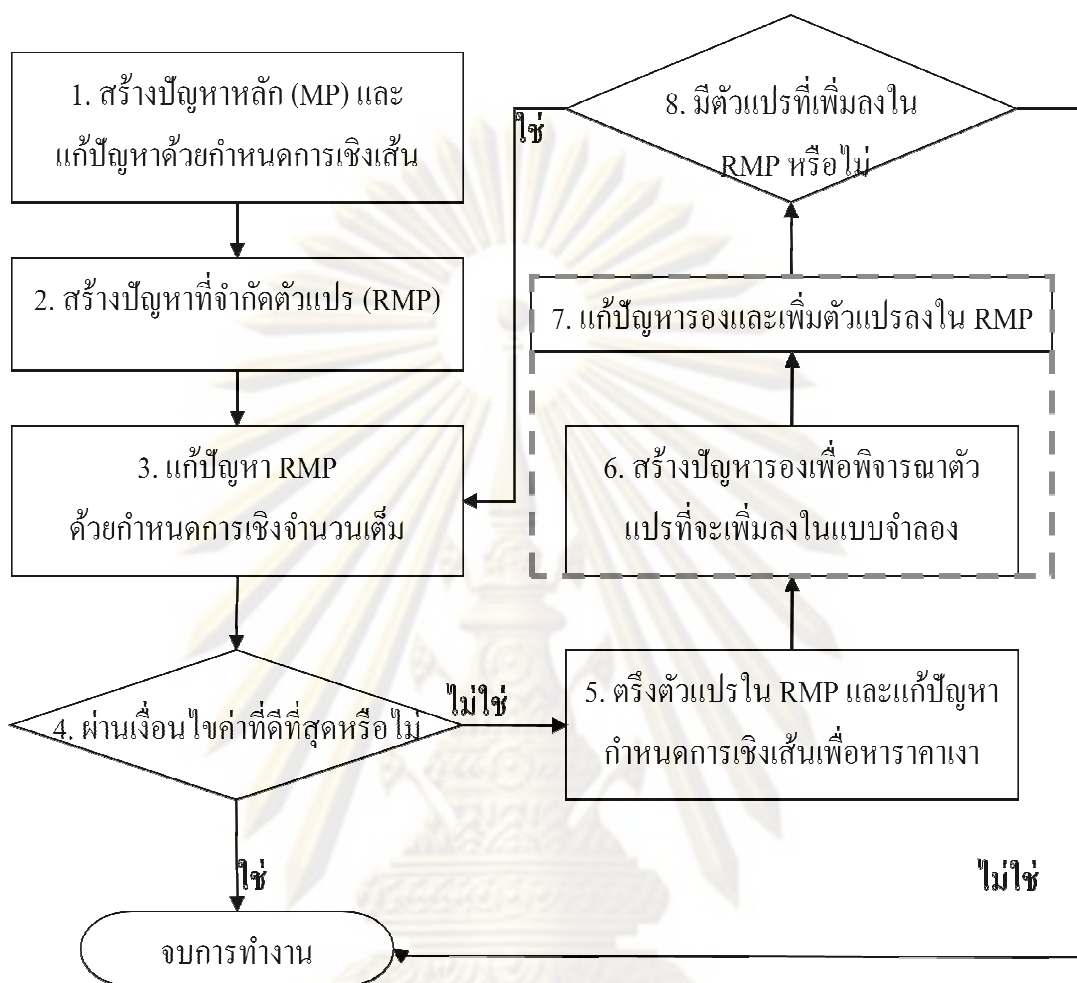 1. สร้างปัญหาหลัก (MP) และ
แก้ปัญหาด้วยกำหนดการเชิงเส้น
2. สร้างปัญหาที่จำกัดตัวแปร (RMP)
3. แก้ปัญหา RMP
ด้วยกำหนดการเชิงจำนวนเต็ม
4. ผ่านเงื่อนไขค่าที่ดีที่สุดหรือไม่
ไม่ใช่
ใช่
จบการทำงาน
5. ตรึงตัวแปรใน RMP และแก้ปัญหา
กำหนดการเชิงเส้นเพื่อหาราคาเงา
6. สร้างปัญหารองเพื่อพิจารณาตัว
แปรที่จะเพิ่มลงในแบบจำลอง
7. แก้ปัญหารองและเพิ่มตัวแปรลงใน RMP
8. มีตัวแปรที่เพิ่มลงใน
RMP หรือไม่
ใช่
ไม่ใช่